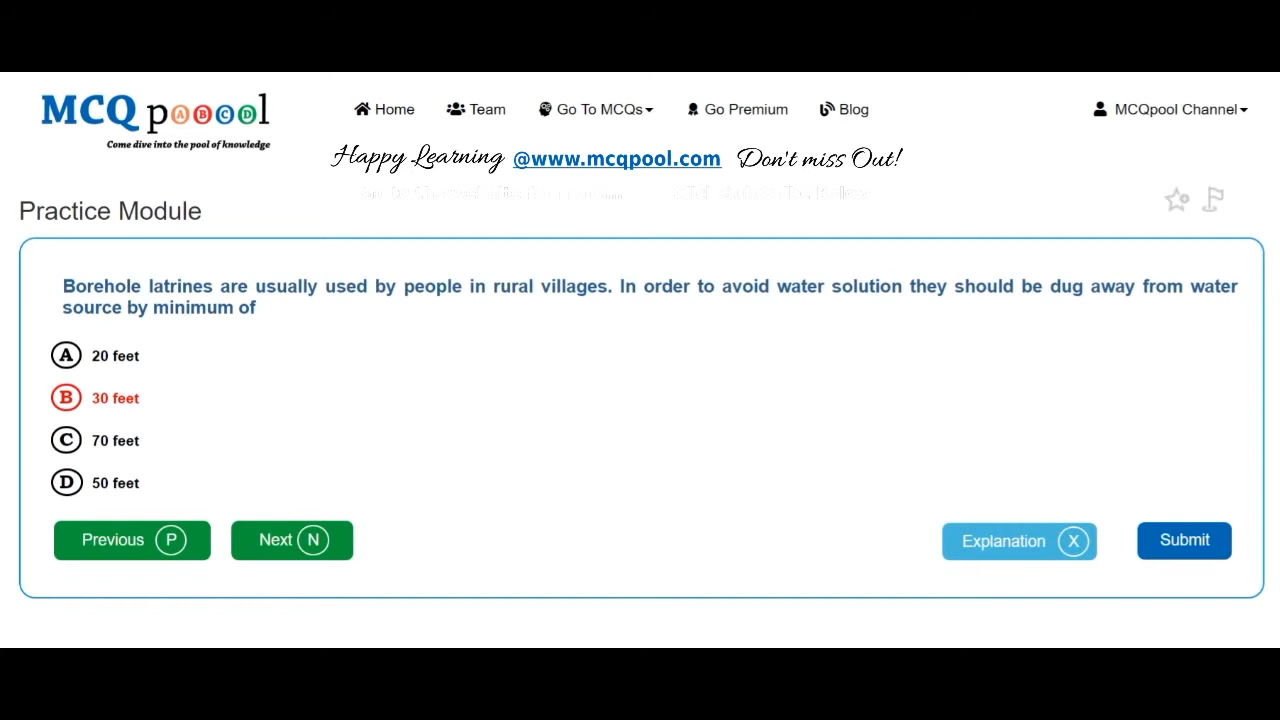 MCQ pABCDl
Come dive into the pool of knowledge
Home Team Go To MCQs Go Premium Blog MCQpool Channel
Happy Learning @www.mcqpool.com Don't miss Out!
Practice Module
Borehole latrines are usually used by people in rural villages. In order to avoid water solution they should be dug away from water
source by minimum of
A 20 feet
B 30 feet
C 70 feet
D 50 feet
Previous P Next N Explanation X Submit